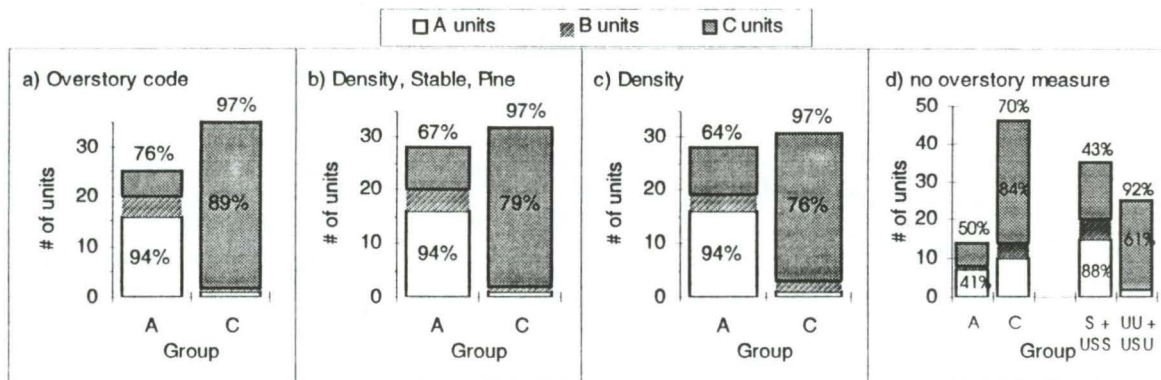 A units B units C units
a) Overstory code
97%
76%
# of units
30
20
10
0
89%
94%
A C
Group
b) Density, Stable, Pine
97%
67%
# of units
30
20
10
0
79%
94%
A C
Group
c) Density
97%
64%
# of units
30
20
10
0
76%
94%
A C
Group
d) no overstory measure
50
40
30
20
10
0
# of units
70%
43%
92%
50%
84%
61%
88%
41%
A C S + UU +
USS USU
Group